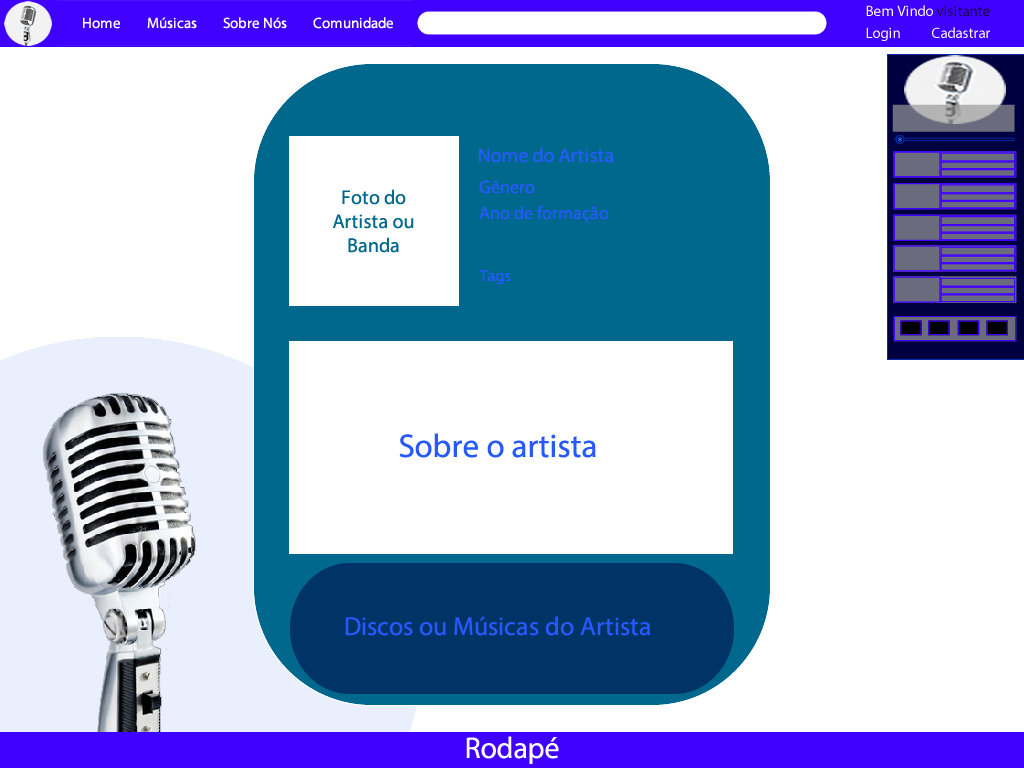 Home Músicas Sobre Nós Comunidade
Bem Vindo visitante
Login Cadastrar
Foto do
Artista ou
Banda
Nome do Artista
Gênero
Ano de formação
Tags
Sobre o artista
Discos ou Músicas do Artista
Rodapé